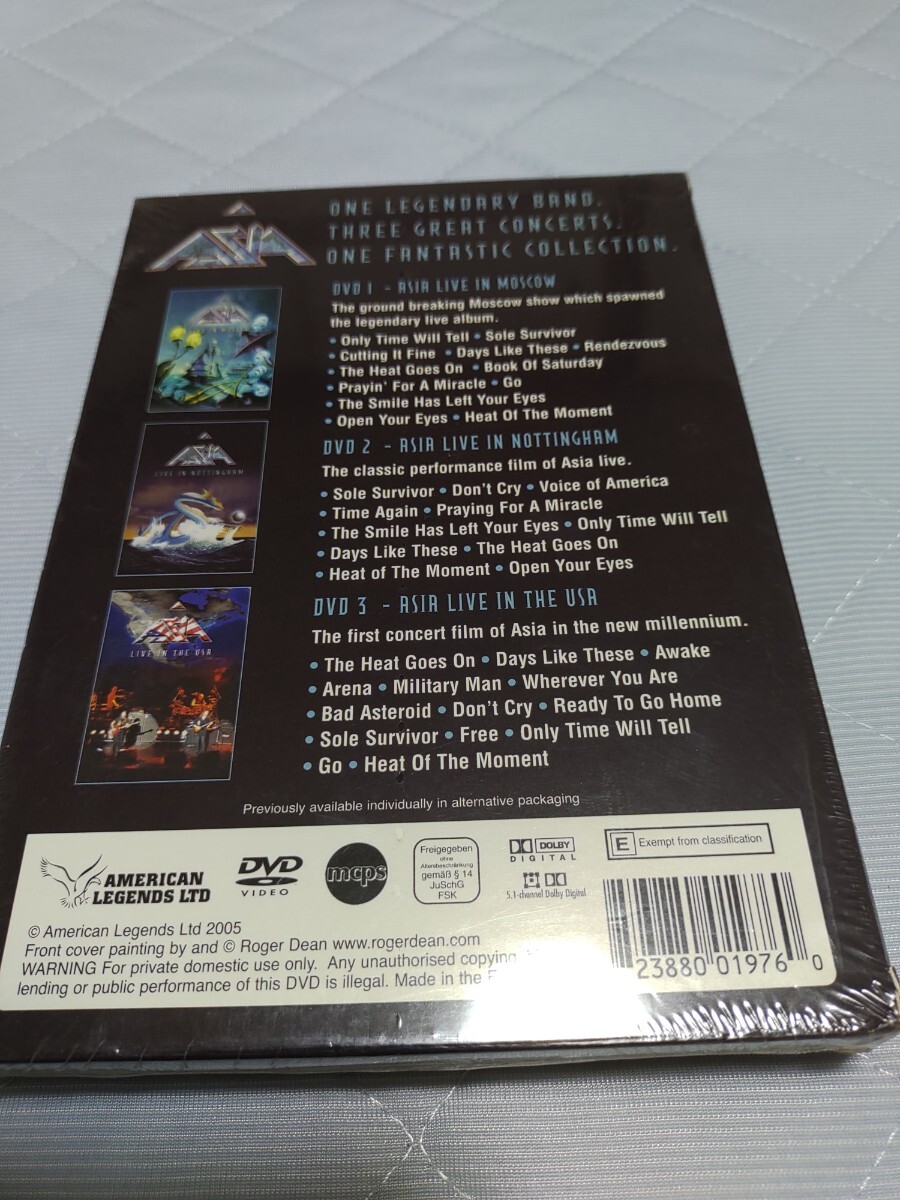 ASIA
ONE LEGENDARY BAND.
THREE GREAT CONCERTS.
ONE FANTASTIC COLLECTION.
DVD 1 - ASIA LIVE IN MOSCOW
The ground breaking Moscow show which spawned
the legendary live album.
• Only Time Will Tell • Sole Survivor
• Cutting It Fine • Days Like These • Rendezvous
• The Heat Goes On • Book Of Saturday
• Prayin' For A Miracle • Go
• The Smile Has Left Your Eyes
• Open Your Eyes • Heat Of The Moment
ASIA
LIVE IN NOTTINGHAM
DVD 2 - ASIA LIVE IN NOTTINGHAM
The classic performance film of Asia live.
• Sole Survivor • Don't Cry • Voice of America
• Time Again • Praying For A Miracle
• The Smile Has Left Your Eyes • Only Time Will Tell
• Days Like These • The Heat Goes On
• Heat of The Moment • Open Your Eyes
ASIA
LIVE IN THE USA
DVD 3 - ASIA LIVE IN THE USA
The first concert film of Asia in the new millennium.
• The Heat Goes On • Days Like These • Awake
• Arena • Military Man • Wherever You Are
• Bad Asteroid • Don't Cry • Ready To Go Home
• Sole Survivor • Free • Only Time Will Tell
• Go • Heat Of The Moment
Previously available individually in alternative packaging
AMERICAN
LEGENDS LTD
DVD
VIDEO
mcps
Freigegeben
ohne
Altersbeschränkung
gemäß § 14
JuSchG
FSK
DOLBY
DIGITAL
5.1-channel Dolby Digital
E Exempt from classification
© American Legends Ltd 2005
Front cover painting by and © Roger Dean www.rogerdean.com
WARNING For private domestic use only. Any unauthorised copying
lending or public performance of this DVD is illegal. Made in the
23880 01976 0